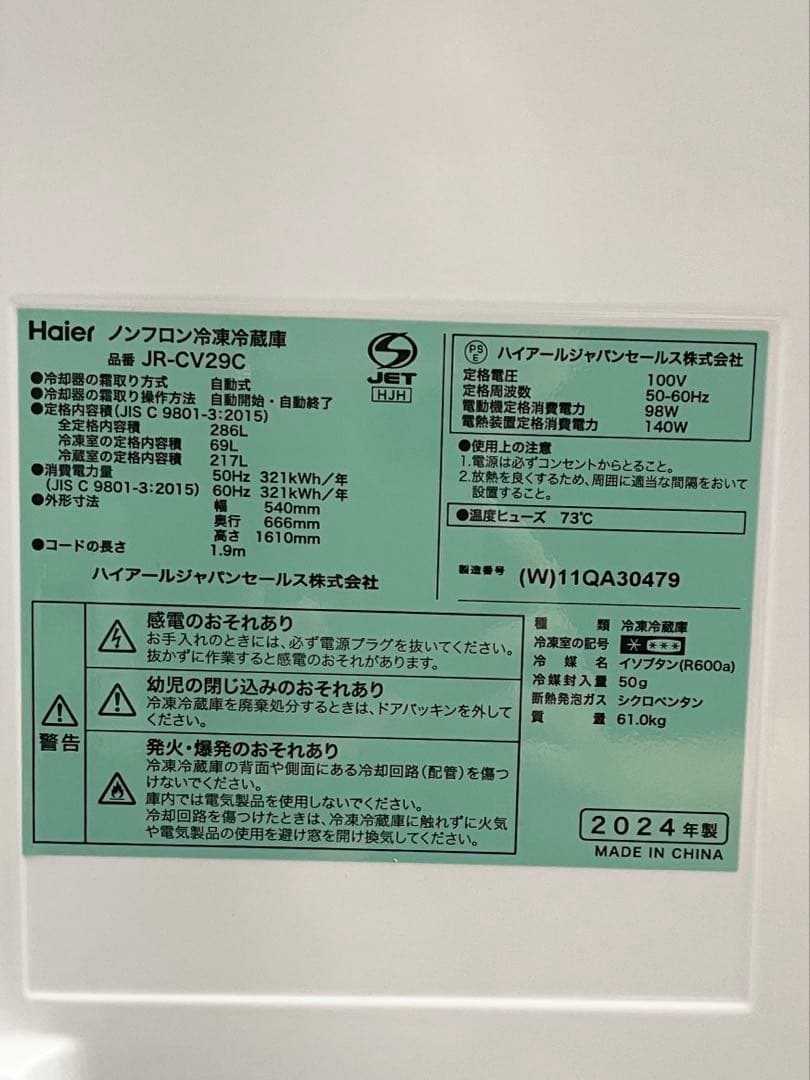 Haier ノンフロン冷凍冷蔵庫
品番 JR-CV29C
●冷却器の霜取り方式 自動式
●冷却器の霜取り操作方法 自動開始・自動終了
●定格内容積(JIS C 9801-3:2015)
全定格内容積 286L
冷凍室の定格内容積 69L
冷蔵室の定格内容積 217L
●消費電力量 50Hz 321kWh/年
(JIS C 9801-3:2015) 60Hz 321kWh/年
●外形寸法 幅 540mm
奥行 666mm
高さ 1610mm
●コードの長さ 1.9m
ハイアールジャパンセールス株式会社
JET
HJH
PS
E
ハイアールジャパンセールス株式会社
定格電圧 100V
定格周波数 50-60Hz
電動機定格消費電力 98W
電熱装置定格消費電力 140W
●使用上の注意
1.電源は必ずコンセントからとること。
2.放熱を良くするため、周囲に適当な間隔をおいて
設置すること。
●温度ヒューズ 73℃
製造番号 (W)11QA30479
警告
感電のおそれあり
お手入れのときには、必ず電源プラグを抜いてください。
抜かずに作業すると感電のおそれがあります。
幼児の閉じ込みのおそれあり
冷凍冷蔵庫を廃棄処分するときは、ドアパッキンを外して
ください。
発火・爆発のおそれあり
冷凍冷蔵庫の背面や側面にある冷却回路(配管)を傷つ
けないでください。
庫内では電気製品を使用しないでください。
冷却回路を傷つけたときは、冷凍冷蔵庫に触れずに火気
や電気製品の使用を避け窓を開け換気してください。
種類 冷凍冷蔵庫
冷凍室の記号 * ***
冷媒名 イソブタン(R600a)
冷媒封入量 50g
断熱発泡ガス シクロペンタン
質量 61.0kg
2024年製
MADE IN CHINA